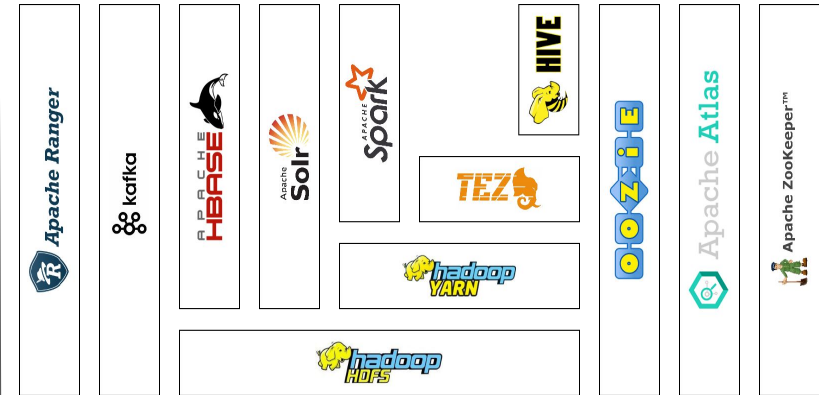 Apache Ranger
kafka
APACHE
HBASE
Apache
Solr
APACHE
Spark
HIVE
TEZ
hadoop
YARN
hadoop
HDFS
OOZIE
Apache Atlas
Apache ZooKeeper™
R